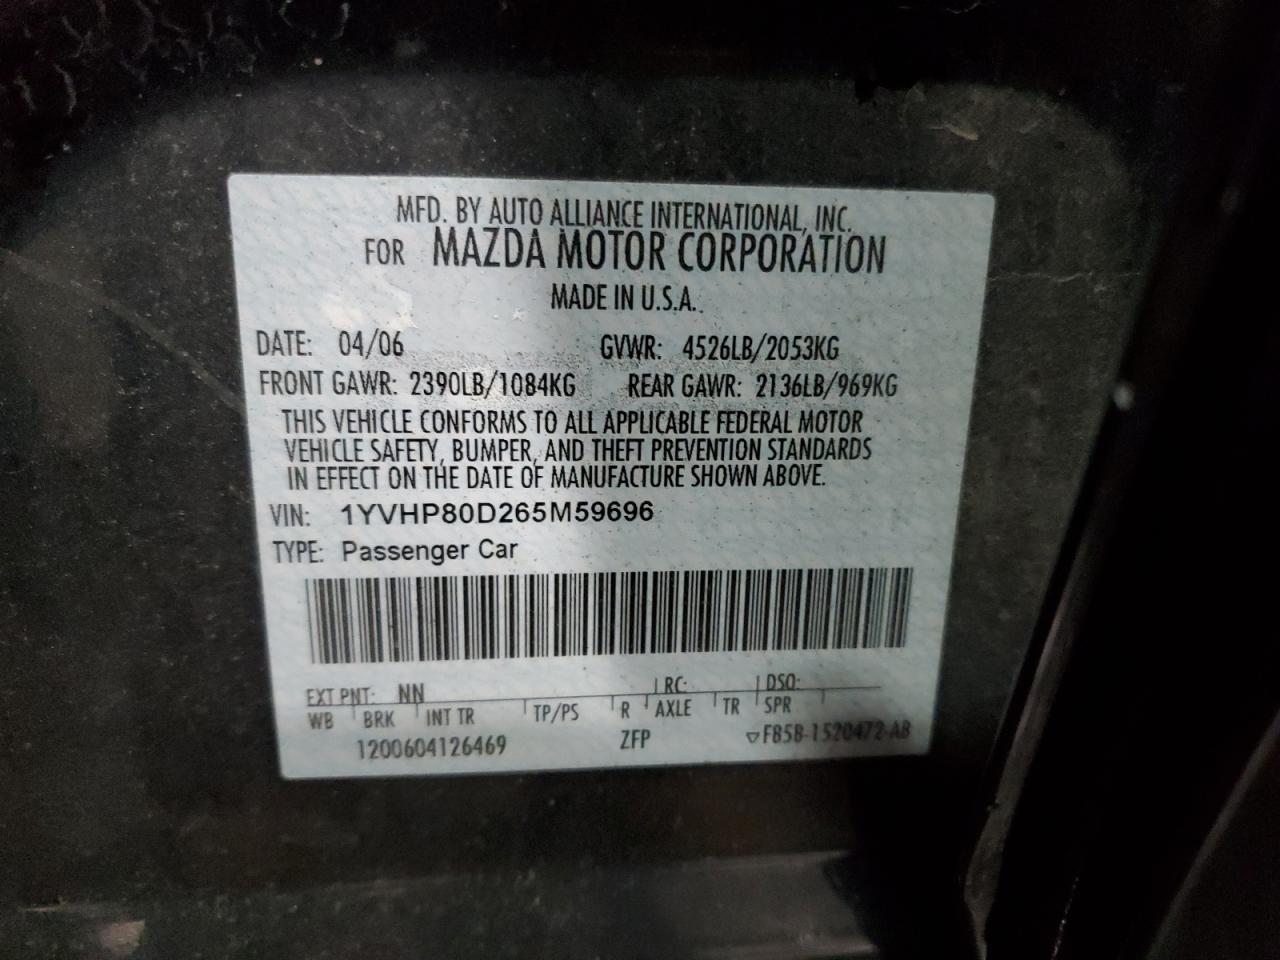 MFD. BY AUTO ALLIANCE INTERNATIONAL, INC.
FOR MAZDA MOTOR CORPORATION
MADE IN U.S.A.
DATE: 04/06 GVWR: 4526LB/2053KG
FRONT GAWR: 2390LB/1084KG REAR GAWR: 2136LB/969KG
THIS VEHICLE CONFORMS TO ALL APPLICABLE FEDERAL MOTOR
VEHICLE SAFETY, BUMPER, AND THEFT PREVENTION STANDARDS
IN EFFECT ON THE DATE OF MANUFACTURE SHOWN ABOVE.
VIN: 1YVHP80D265M59696
TYPE: Passenger Car
EXT PNT: NN RC: DSO:
WB BRK INT TR TP/PS R AXLE TR SPR
1200604126469 ZFP F85B-1520472-AB